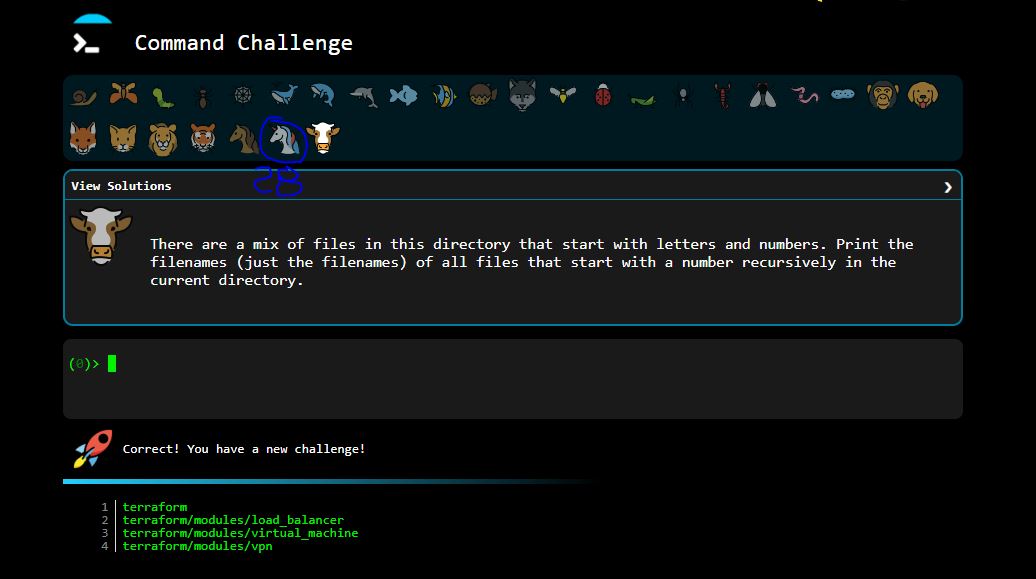 Command Challenge
28
View Solutions
There are a mix of files in this directory that start with letters and numbers. Print the
filenames (just the filenames) of all files that start with a number recursively in the
current directory.
(0)>
Correct! You have a new challenge!
1 terraform
2 terraform/modules/load_balancer
3 terraform/modules/virtual_machine
4 terraform/modules/vpn